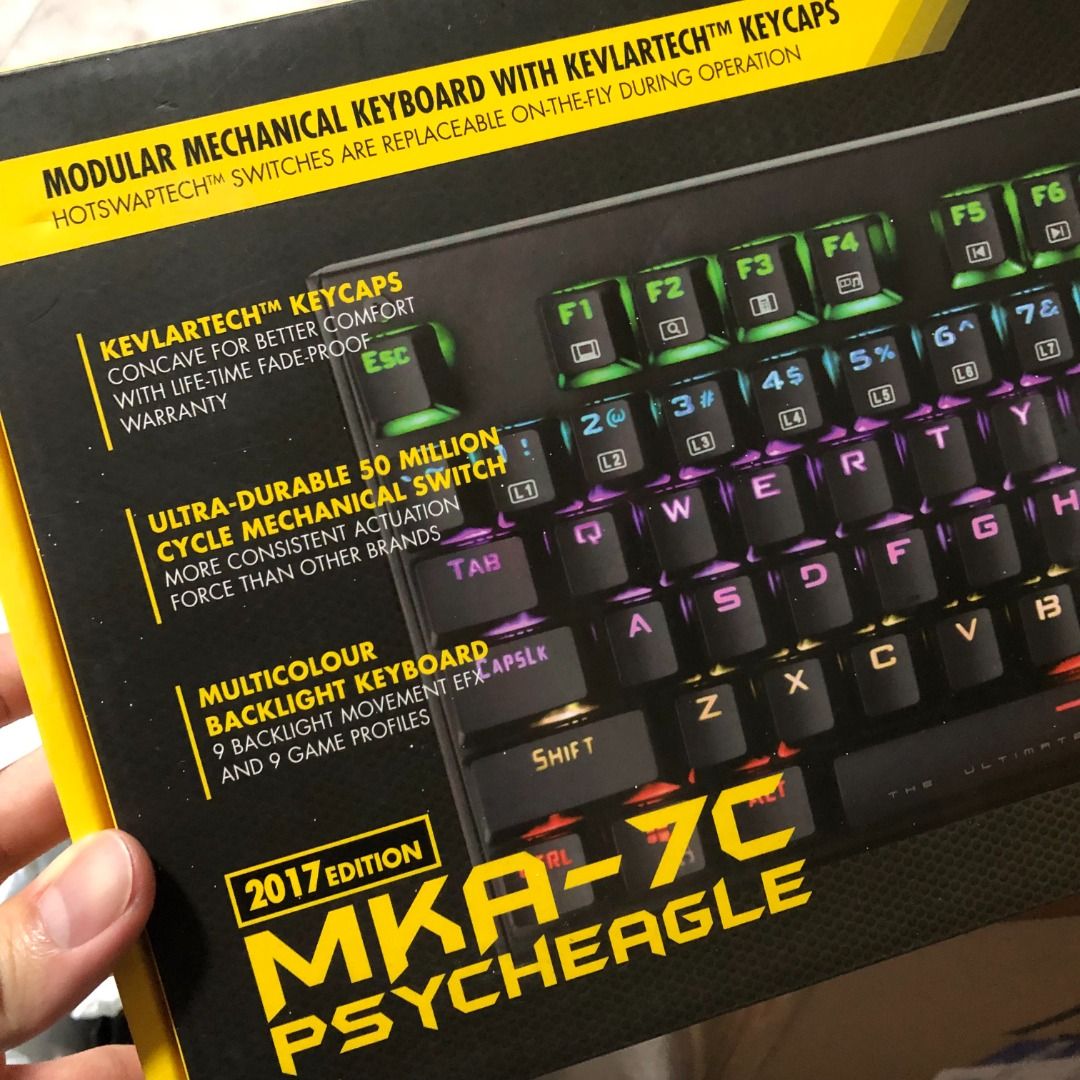 MODULAR MECHANICAL KEYBOARD WITH KEVLARTECH™ KEYCAPS
HOTSWAPTECH™ SWITCHES ARE REPLACEABLE ON-THE-FLY DURING OPERATION
KEVLARTECH™ KEYCAPS
CONCAVE FOR BETTER COMFORT
WITH LIFE-TIME FADE-PROOF
WARRANTY
ULTRA-DURABLE 50 MILLION
CYCLE MECHANICAL SWITCH
MORE CONSISTENT ACTUATION
FORCE THAN OTHER BRANDS
MULTICOLOUR
BACKLIGHT KEYBOARD
9 BACKLIGHT MOVEMENT EFX
AND 9 GAME PROFILES
2017 EDITION
MKA-7C
PSYCHEAGLE
ESC F1 F2 F3 F4 F5 F6
1! 2@ 3# 4$ 5% 6^ 7&
L1 L2 L3 L4 L5 L6 L7
TAB Q W E R T Y
CAPSLK A S D F G H
SHIFT Z X C V B
CTRL ALT
THE ULTIMATE